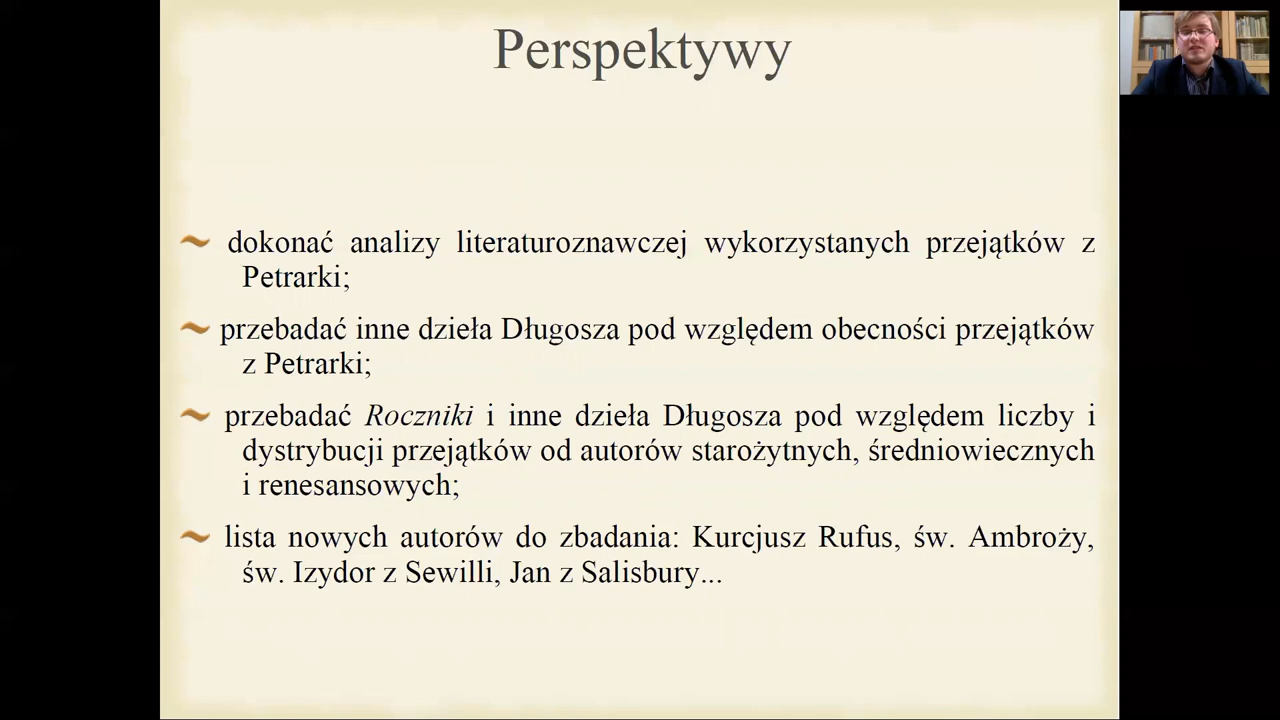 Perspektywy
dokonać analizy literaturoznawczej wykorzystanych przejątków z
Petrarki;
przebadać inne dzieła Długosza pod względem obecności przejątków
z Petrarki;
przebadać Roczniki i inne dzieła Długosza pod względem liczby i
dystrybucji przejątków od autorów starożytnych, średniowiecznych
i renesansowych;
lista nowych autorów do zbadania: Kurcjusz Rufus, św. Ambroży,
św. Izydor z Sewilli, Jan z Salisbury...